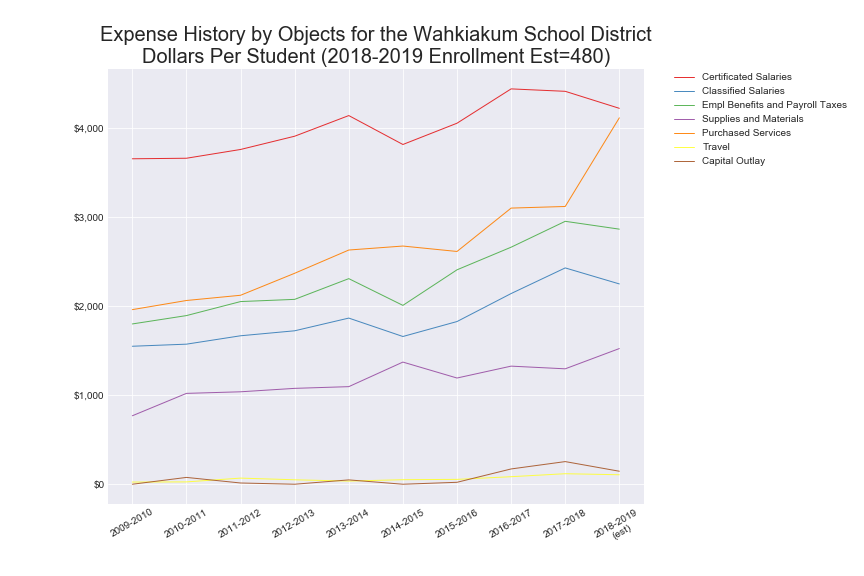 Expense History by Objects for the Wahkiakum School District
Dollars Per Student (2018-2019 Enrollment Est=480)
Certificated Salaries
Classified Salaries
Empl Benefits and Payroll Taxes
Supplies and Materials
Purchased Services
Travel
Capital Outlay
$4,000
$3,000
$2,000
$1,000
$0
2009-2010
2010-2011
2011-2012
2012-2013
2013-2014
2014-2015
2015-2016
2016-2017
2017-2018
2018-2019
(est)